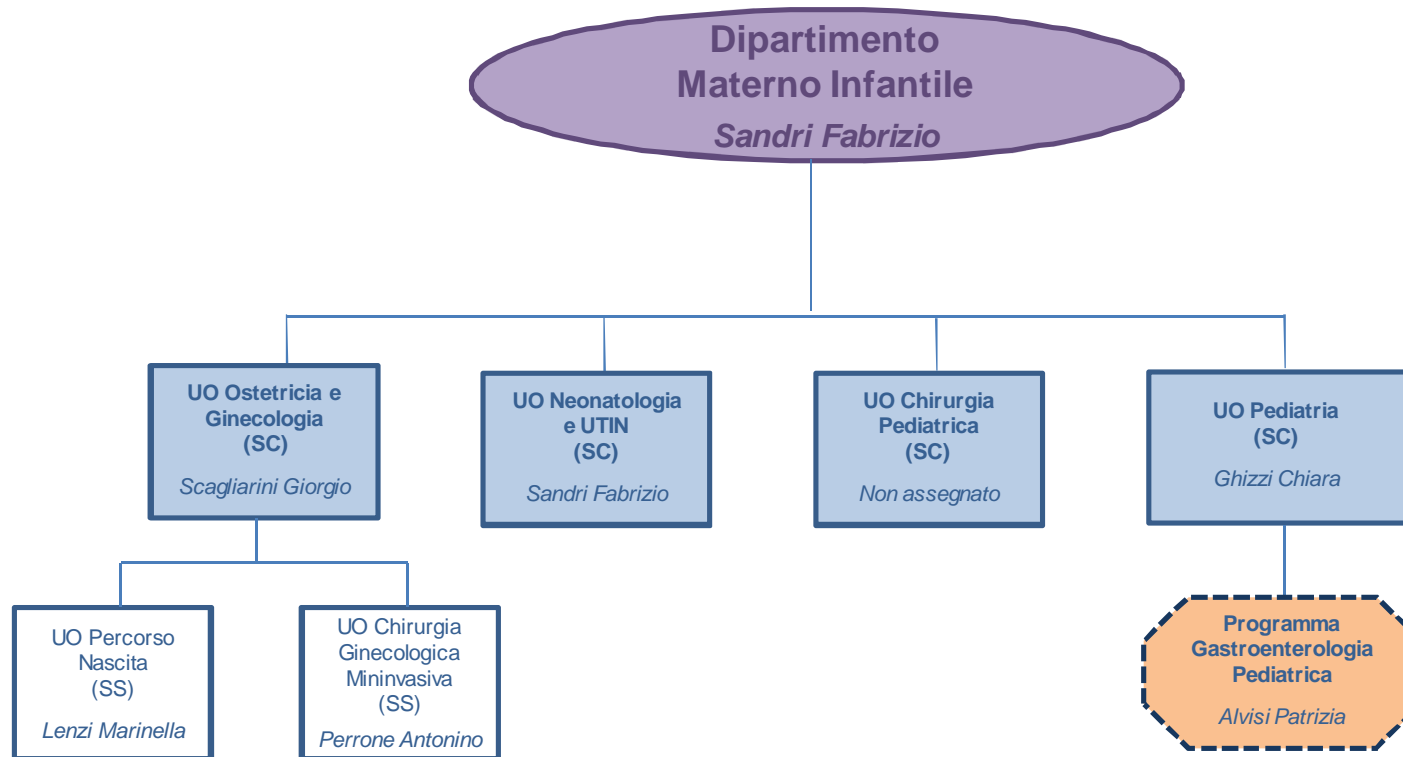 Dipartimento
Materno Infantile
Sandri Fabrizio
UO Ostetricia e
Ginecologia
(SC)
Scagliarini Giorgio
UO Neonatologia
e UTIN
(SC)
Sandri Fabrizio
UO Chirurgia
Pediatrica
(SC)
Non assegnato
UO Pediatria
(SC)
Ghizzi Chiara
UO Percorso
Nascita
(SS)
Lenzi Marinella
UO Chirurgia
Ginecologica
Mininvasiva
(SS)
Perrone Antonino
Programma
Gastroenterologia
Pediatrica
Alvisi Patrizia